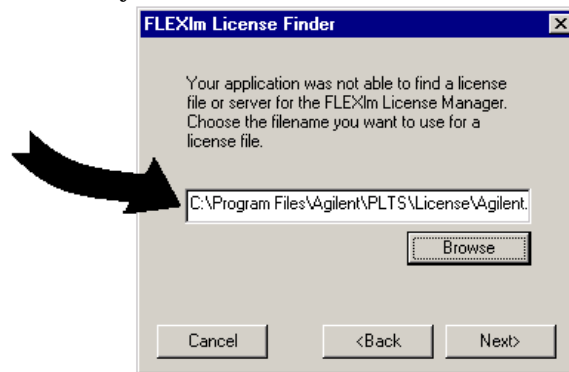 FLEXlm License Finder
Your application was not able to find a license
file or server for the FLEXlm License Manager.
Choose the filename you want to use for a
license file.
C:\Program Files\Agilent\PLTS\License\Agilent.
Browse
Cancel
<Back
Next>